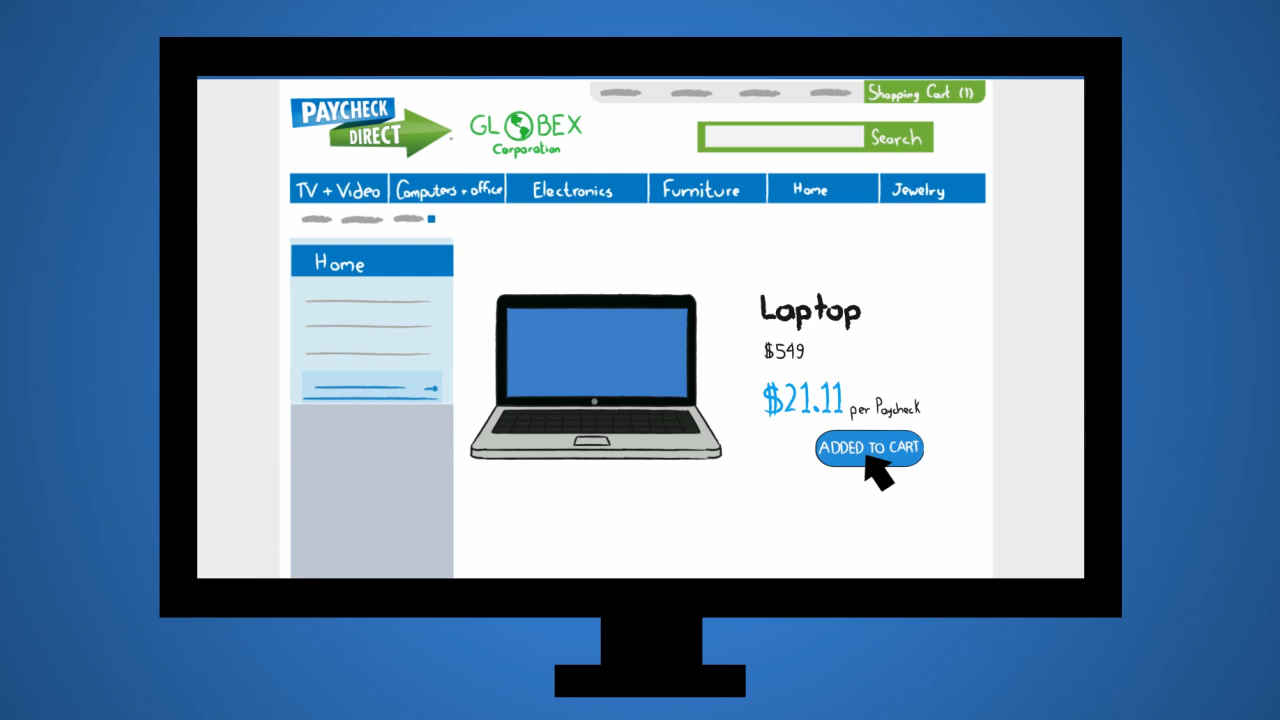 Shopping Cart (1)
PAYCHECK
DIRECT
GLOBEX
Corporation
Search
TV + Video
Computers + office
Electronics
Furniture
Home
Jewelry
Home
Laptop
$549
$21.11 per Paycheck
ADDED TO CART